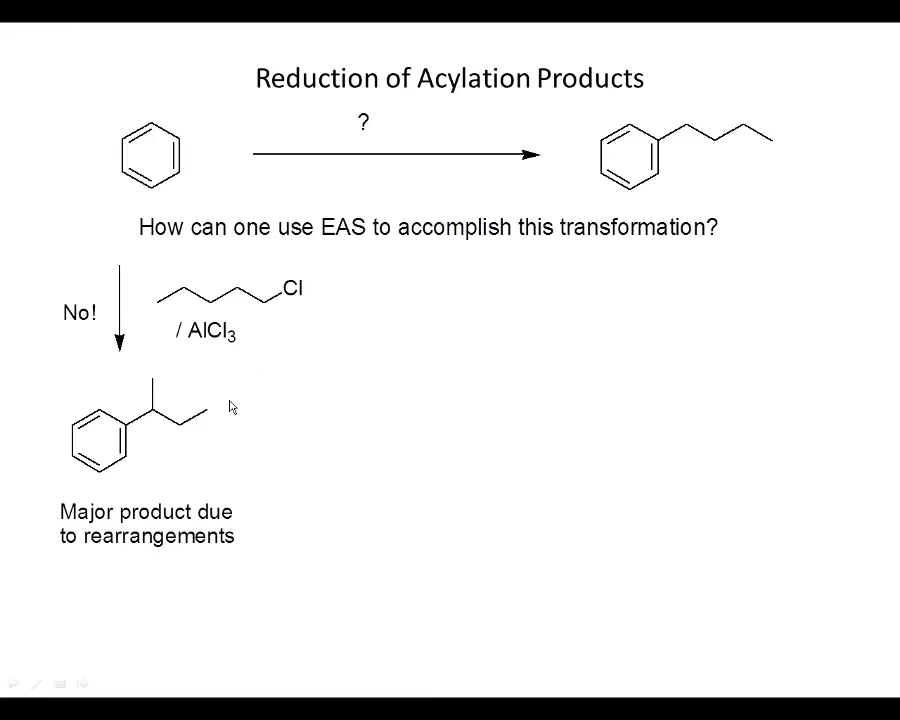 Reduction of Acylation Products
?
How can one use EAS to accomplish this transformation?
Cl
No!
/ AlCl3
Major product due
to rearrangements